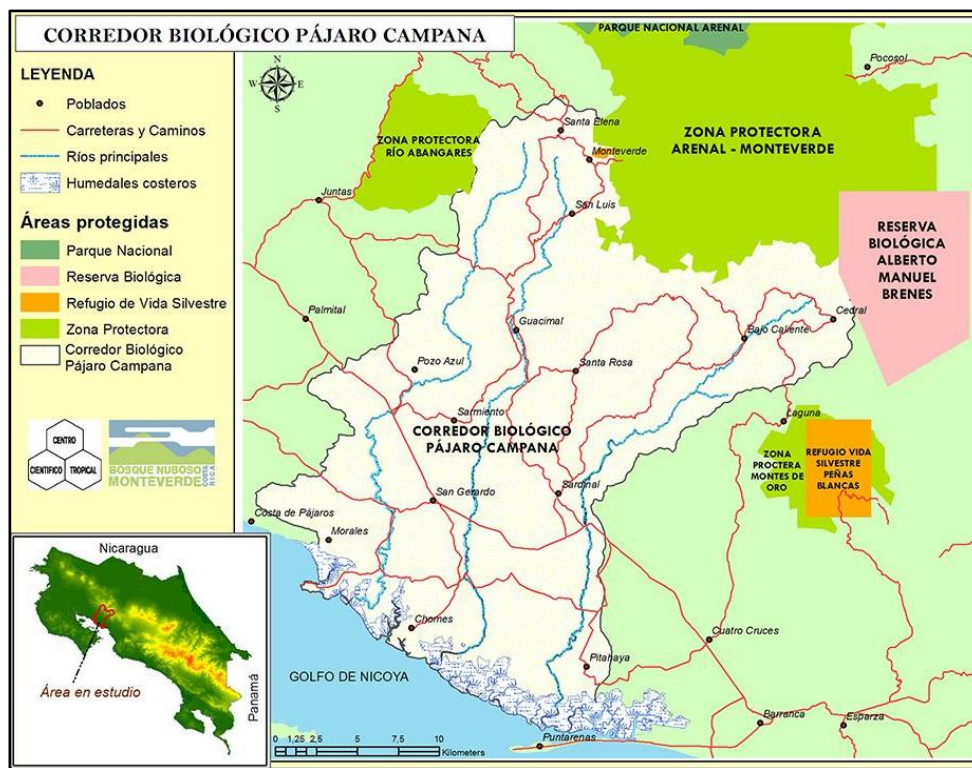 CORREDOR BIOLÓGICO PÁJARO CAMPANA
LEYENDA
Poblados
Carreteras y Caminos
Ríos principales
Humedales costeros
Áreas protegidas
Parque Nacional
Reserva Biológica
Refugio de Vida Silvestre
Zona Protectora
Corredor Biológico
Pájaro Campana
CENTRO
CIENTIFICO
TROPICAL
BOSQUE NUBOSO
MONTEVERDE
COSTA
RICA
Nicaragua
Área en estudio
Panamá
N
W
E
S
PARQUE NACIONAL ARENAL
Pocosol
ZONA PROTECTORA
RÍO ABANGARES
Santa Elena
ZONA PROTECTORA
ARENAL - MONTEVERDE
Monteverde
Juntas
San Luis
RESERVA
BIOLÓGICA
ALBERTO
MANUEL
BRENES
Palmital
Guacimal
Cedral
Bajo Caliente
Pozo Azul
Santa Rosa
Sarmiento
CORREDOR BIOLÓGICO
PÁJARO CAMPANA
Laguna
ZONA
PROCTERA
MONTES DE
ORO
REFUGIO VIDA
SILVESTRE
PEÑAS
BLANCAS
San Gerardo
Sardinal
Costa de Pájaros
Morales
Chomes
Cuatro Cruces
Pitahaya
GOLFO DE NICOYA
Barranca
Esparza
Puntarenas
0 1,25 2,5 5 7,5 10
Kilometers